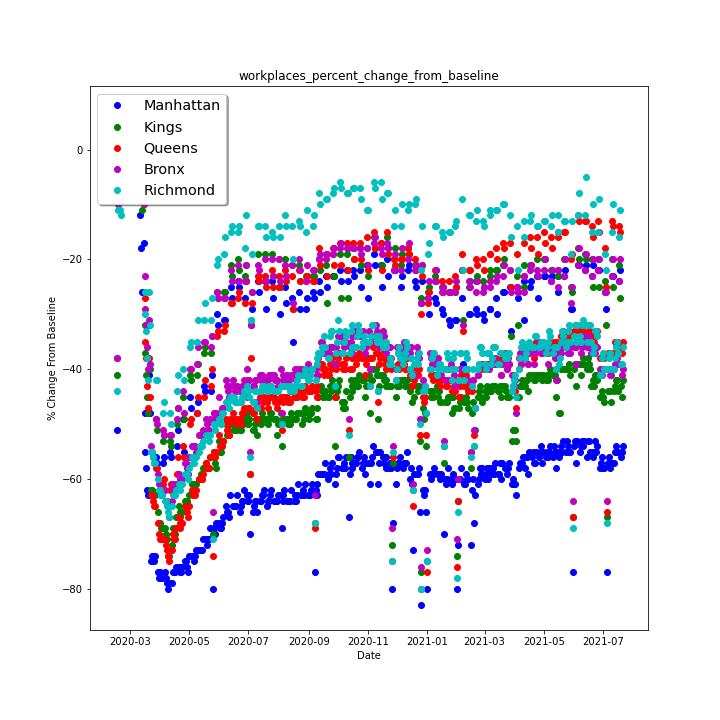 workplaces_percent_change_from_baseline
Manhattan
Kings
Queens
Bronx
Richmond
% Change From Baseline
0
−20
−40
−60
−80
2020-03
2020-05
2020-07
2020-09
2020-11
2021-01
2021-03
2021-05
2021-07
Date